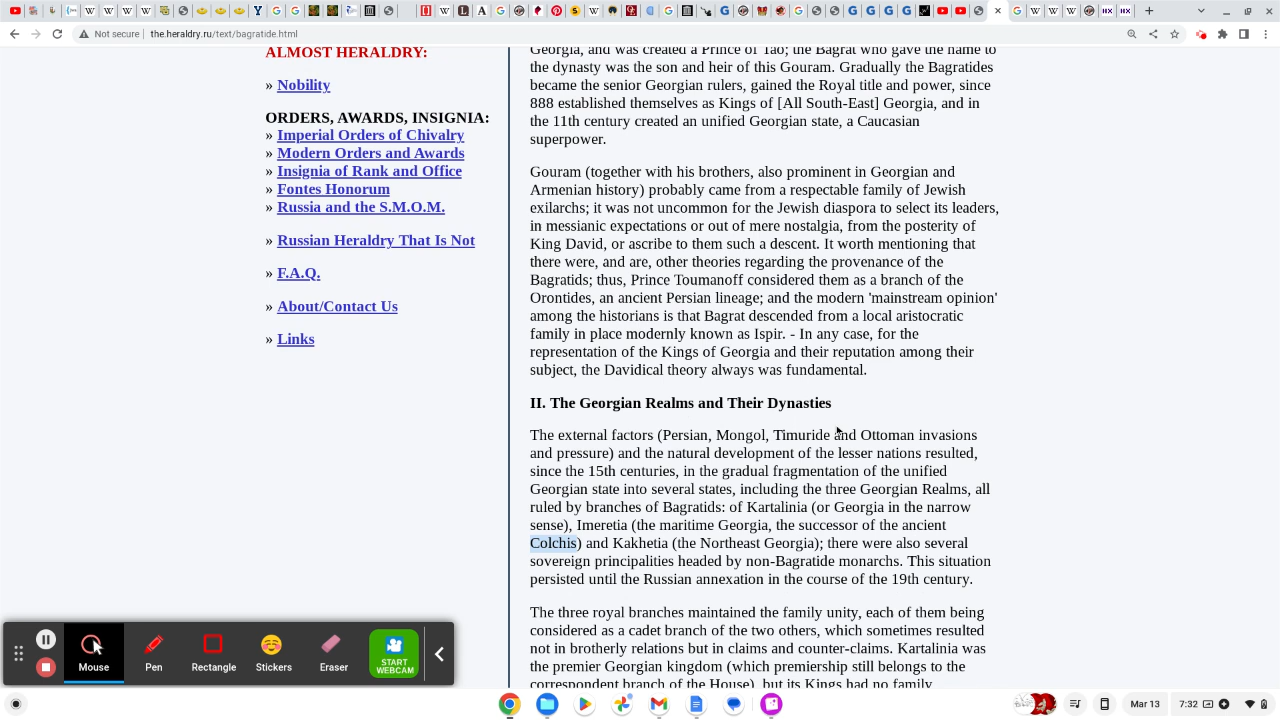 Not secure
the.heraldry.ru/text/bagratide.html
ALMOST HERALDRY:
» Nobility
ORDERS, AWARDS, INSIGNIA:
» Imperial Orders of Chivalry
» Modern Orders and Awards
» Insignia of Rank and Office
» Fontes Honorum
» Russia and the S.M.O.M.
» Russian Heraldry That Is Not
» F.A.Q.
» About/Contact Us
» Links
Georgia, and was created a Prince of Tao; the Bagrat who gave the name to
the dynasty was the son and heir of this Gouram. Gradually the Bagratides
became the senior Georgian rulers, gained the Royal title and power, since
888 established themselves as Kings of [All South-East] Georgia, and in
the 11th century created an unified Georgian state, a Caucasian
superpower.
Gouram (together with his brothers, also prominent in Georgian and
Armenian history) probably came from a respectable family of Jewish
exilarchs; it was not uncommon for the Jewish diaspora to select its leaders,
in messianic expectations or out of mere nostalgia, from the posterity of
King David, or ascribe to them such a descent. It worth mentioning that
there were, and are, other theories regarding the provenance of the
Bagratids; thus, Prince Toumanoff considered them as a branch of the
Orontides, an ancient Persian lineage; and the modern 'mainstream opinion'
among the historians is that Bagrat descended from a local aristocratic
family in place modernly known as Ispir. - In any case, for the
representation of the Kings of Georgia and their reputation among their
subject, the Davidical theory always was fundamental.
II. The Georgian Realms and Their Dynasties
The external factors (Persian, Mongol, Timuride and Ottoman invasions
and pressure) and the natural development of the lesser nations resulted,
since the 15th centuries, in the gradual fragmentation of the unified
Georgian state into several states, including the three Georgian Realms, all
ruled by branches of Bagratids: of Kartalinia (or Georgia in the narrow
sense), Imeretia (the maritime Georgia, the successor of the ancient
Colchis) and Kakhetia (the Northeast Georgia); there were also several
sovereign principalities headed by non-Bagratide monarchs. This situation
persisted until the Russian annexation in the course of the 19th century.
The three royal branches maintained the family unity, each of them being
considered as a cadet branch of the two others, which sometimes resulted
not in brotherly relations but in claims and counter-claims. Kartalinia was
the premier Georgian kingdom (which premiership still belongs to the
correspondent branch of the House), but its Kings had no family
Mouse
Pen
Rectangle
Stickers
Eraser
START
WEBCAM
Mar 13
7:32